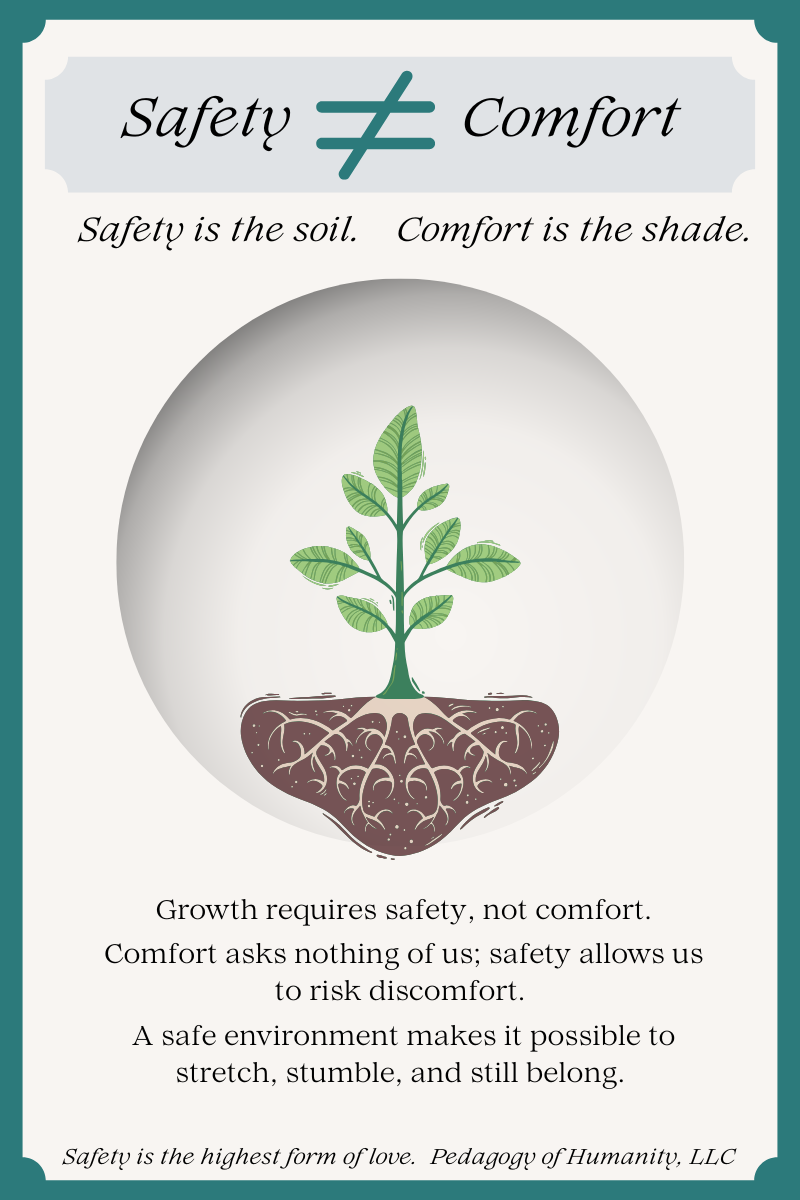 Safety ≠ Comfort
Safety is the soil. Comfort is the shade.
Growth requires safety, not comfort.
Comfort asks nothing of us; safety allows us
to risk discomfort.
A safe environment makes it possible to
stretch, stumble, and still belong.
Safety is the highest form of love. Pedagogy of Humanity, LLC